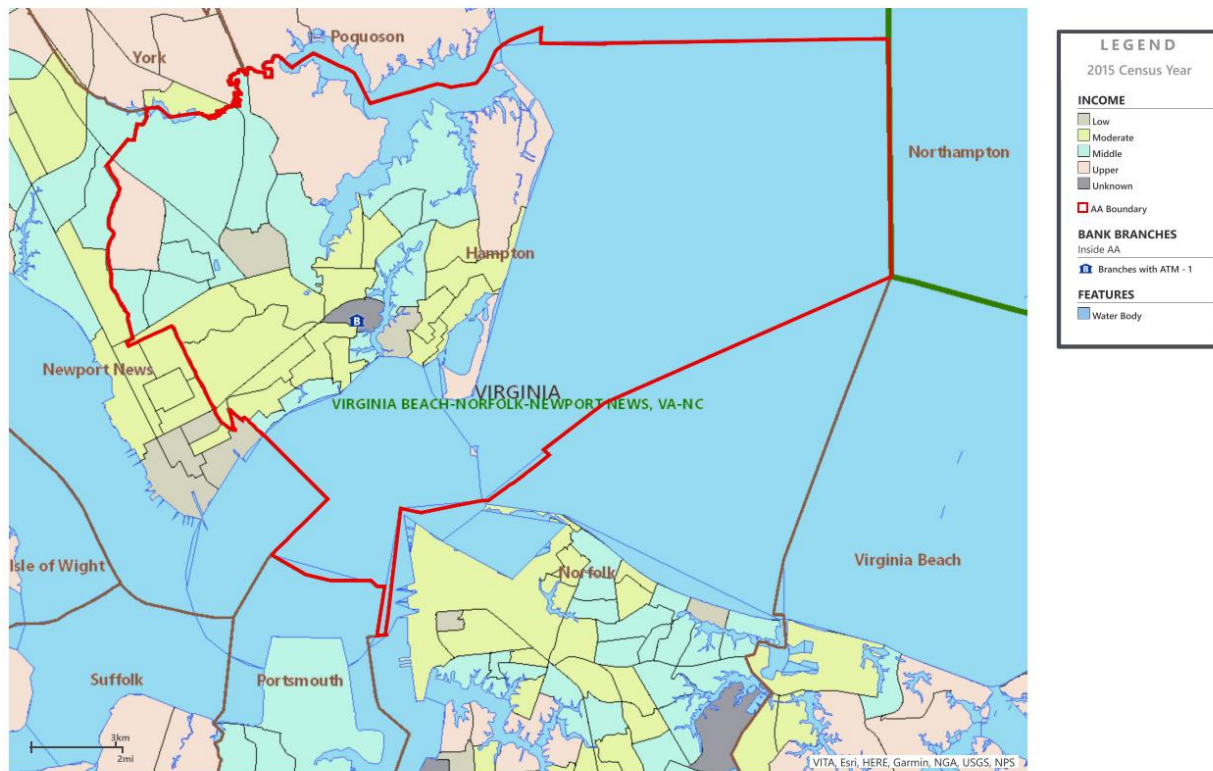 Poquoson
York
Northampton
Hampton
Newport News
VIRGINIA
VIRGINIA BEACH-NORFOLK-NEWPORT NEWS, VA-NC
Isle of Wight
Norfolk
Virginia Beach
Suffolk
Portsmouth
3km
2mi
VITA, Esri, HERE, Garmin, NGA, USGS, NPS
LEGEND
2015 Census Year
INCOME
Low
Moderate
Middle
Upper
Unknown
AA Boundary
BANK BRANCHES
Inside AA
B Branches with ATM - 1
FEATURES
Water Body
B